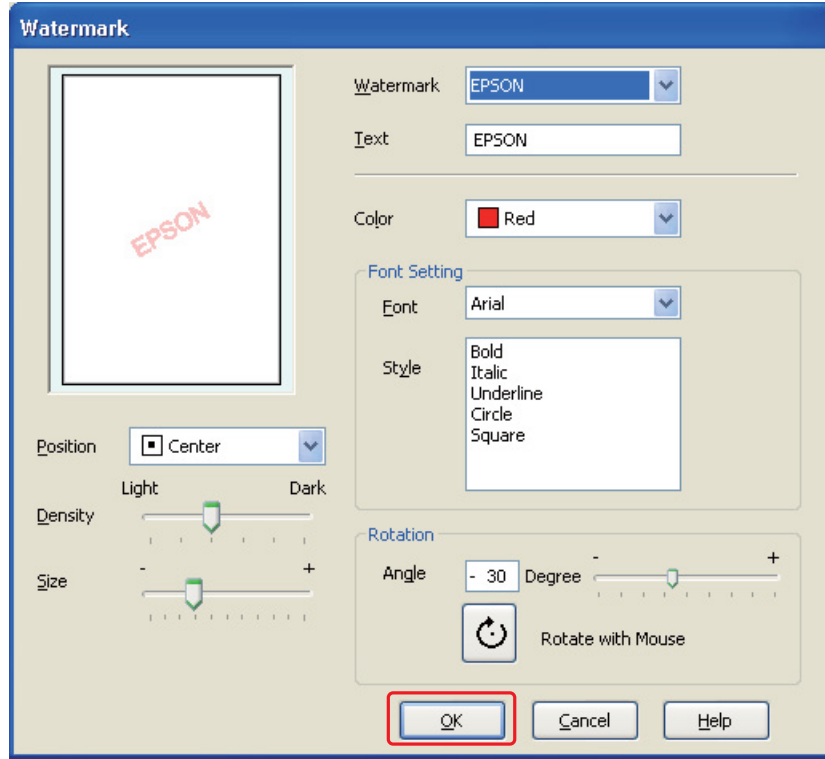 Watermark
EPSON
Watermark EPSON
Text EPSON
Color Red
Font Setting
Font Arial
Style
Bold
Italic
Underline
Circle
Square
Position Center
Light Dark
Density
Size - +
Rotation
Angle - 30 Degree - +
Rotate with Mouse
OK Cancel Help